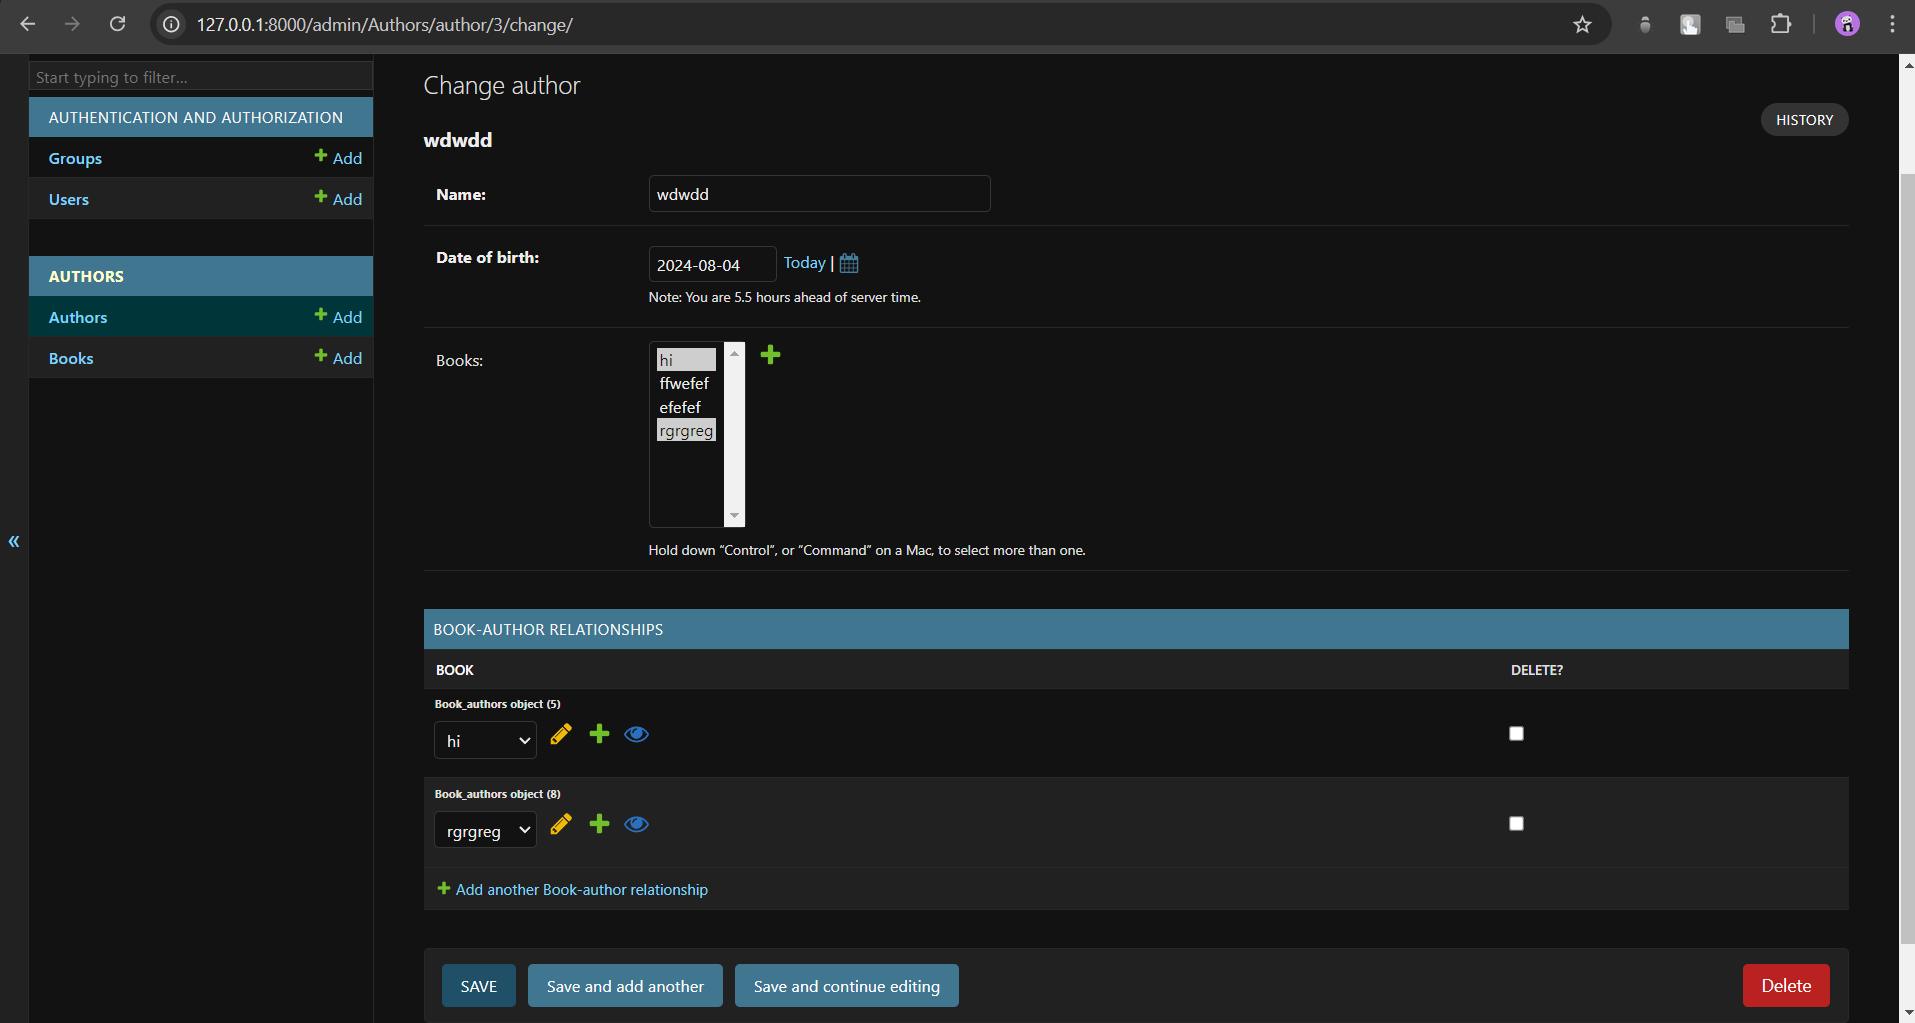 127.0.0.1:8000/admin/Authors/author/3/change/
Start typing to filter...
AUTHENTICATION AND AUTHORIZATION
Groups
Add
Users
Add
AUTHORS
Authors
Add
Books
Add
«
Change author
HISTORY
wdwdd
Name:
wdwdd
Date of birth:
2024-08-04
Today |
Note: You are 5.5 hours ahead of server time.
Books:
hi
ffwefef
efefef
rgrgreg
Hold down “Control”, or “Command” on a Mac, to select more than one.
BOOK-AUTHOR RELATIONSHIPS
BOOK
DELETE?
Book_authors object (5)
hi
Book_authors object (8)
rgrgreg
Add another Book-author relationship
SAVE
Save and add another
Save and continue editing
Delete